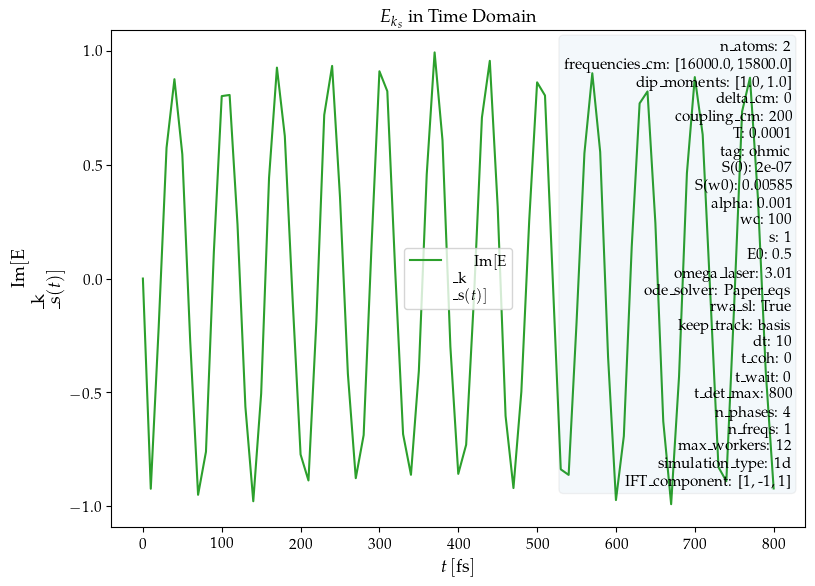 E_{k_s} in Time Domain
n_atoms: 2
frequencies_cm: [16000.0, 15800.0]
dip_moments: [1.0, 1.0]
delta_cm: 0
coupling_cm: 200
T: 0.0001
tag: ohmic
S(0): 2e-07
S(w0): 0.00585
alpha: 0.001
wc: 100
s: 1
E0: 0.5
omega_laser: 3.01
ode_solver: Paper_eqs
rwa_sl: True
keep_track: basis
dt: 10
t_coh: 0
t_wait: 0
t_det_max: 800
n_phases: 4
n_freqs: 1
max_workers: 12
simulation_type: 1d
IFT_component: [1, -1, 1]
Im[E
_k
_s(t)]
Im[E
_k
_s(t)]
1.0
0.5
0.0
−0.5
−1.0
0 100 200 300 400 500 600 700 800
t [fs]